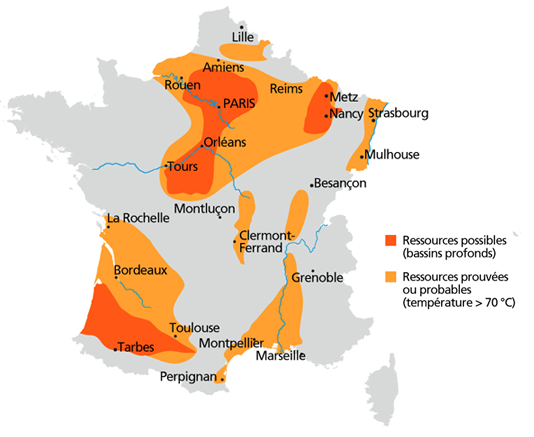 Lille
Amiens
Rouen
Reims
Metz
PARIS
Nancy
Strasbourg
Orléans
Mulhouse
Tours
Besançon
Montluçon
La Rochelle
Clermont-
Ferrand
Ressources possibles
(bassins profonds)
Bordeaux
Grenoble
Ressources prouvées
ou probables
(température > 70 °C)
Toulouse
Montpellier
Tarbes
Marseille
Perpignan